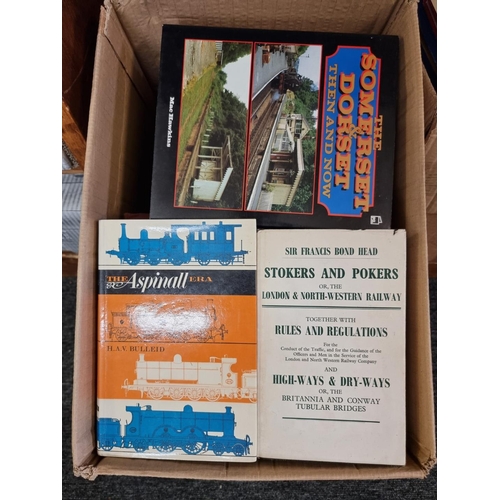 THE
SOMERSET
& DORSET
THEN AND NOW
Mac Hawkins
THE Aspinall ERA
H.A.V. BULLEID
SIR FRANCIS BOND HEAD
STOKERS AND POKERS
OR, THE
LONDON & NORTH-WESTERN RAILWAY
TOGETHER WITH
RULES AND REGULATIONS
For the
Conduct of the Traffic, and for the Guidance of the
Officers and Men in the Service of the
London and North Western Railway Company
AND
HIGH-WAYS & DRY-WAYS
OR, THE
BRITANNIA AND CONWAY
TUBULAR BRIDGES